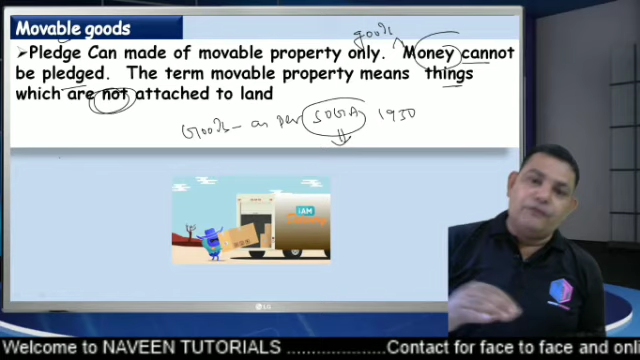 Movable goods
goods
➢Pledge Can made of movable property only. Money cannot
be pledged. The term movable property means things
which are not attached to land
Goods - as per SOGA 1930
I AM
LG
Welcome to NAVEEN TUTORIALS .................. Contact for face to face and onli